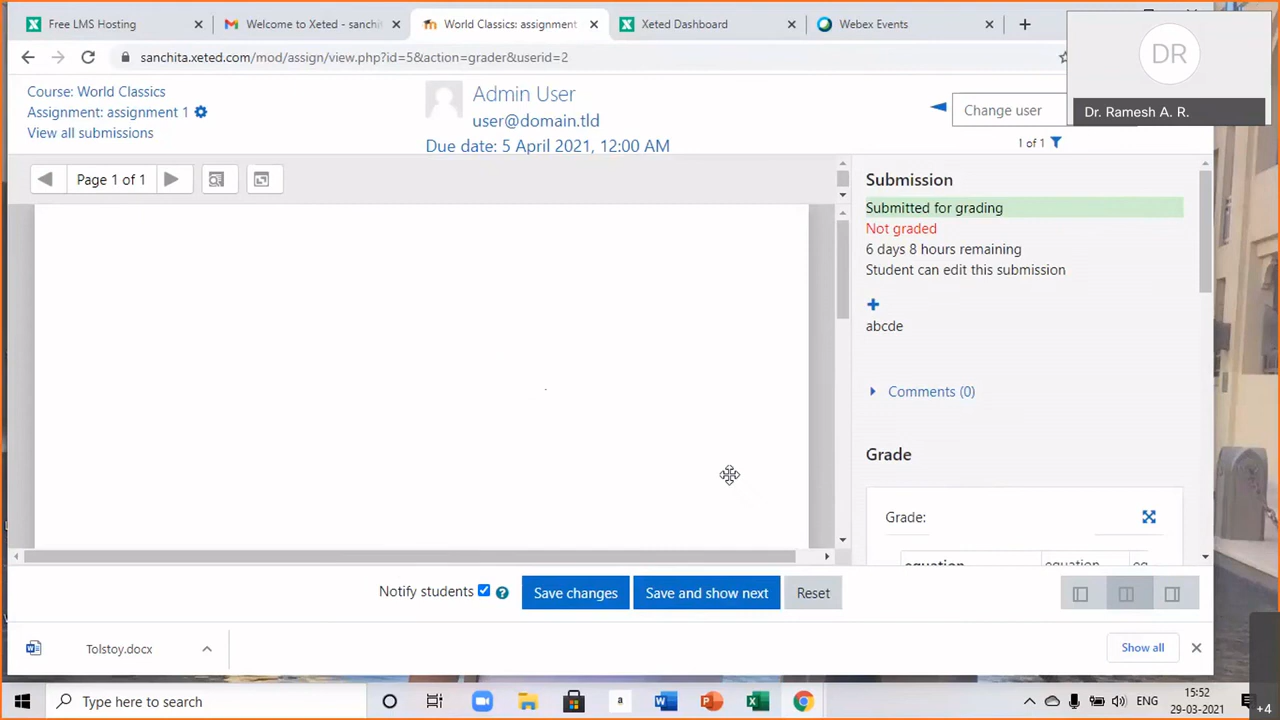 Free LMS Hosting
Welcome to Xeted - sanchit
World Classics: assignment
Xeted Dashboard
Webex Events
sanchita.xeted.com/mod/assign/view.php?id=5&action=grader&userid=2
DR
Dr. Ramesh A. R.
Course: World Classics
Assignment: assignment 1
View all submissions
Admin User
user@domain.tld
Due date: 5 April 2021, 12:00 AM
Change user
1 of 1
Page 1 of 1
Submission
Submitted for grading
Not graded
6 days 8 hours remaining
Student can edit this submission
abcde
Comments (0)
Grade
Grade:
equation equation eq
Notify students
Save changes
Save and show next
Reset
Tolstoy.docx
Show all
Type here to search
a
ENG
15:52
29-03-2021
+4